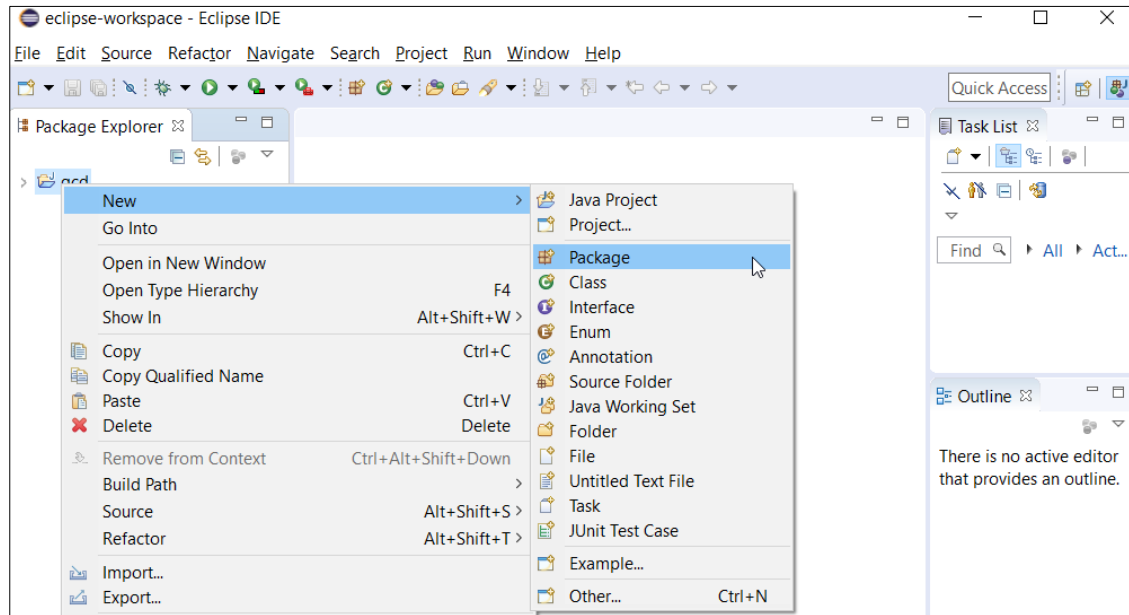 eclipse-workspace - Eclipse IDE
File Edit Source Refactor Navigate Search Project Run Window Help
Quick Access
Package Explorer
Task List
gcd
New
Go Into
Open in New Window
Open Type Hierarchy F4
Show In Alt+Shift+W >
Copy Ctrl+C
Copy Qualified Name
Paste Ctrl+V
Delete Delete
Remove from Context Ctrl+Alt+Shift+Down
Build Path >
Source Alt+Shift+S >
Refactor Alt+Shift+T >
Import...
Export...
Java Project
Project...
Package
Class
Interface
Enum
Annotation
Source Folder
Java Working Set
Folder
File
Untitled Text File
Task
JUnit Test Case
Example...
Other... Ctrl+N
Find All Act...
Outline
There is no active editor
that provides an outline.